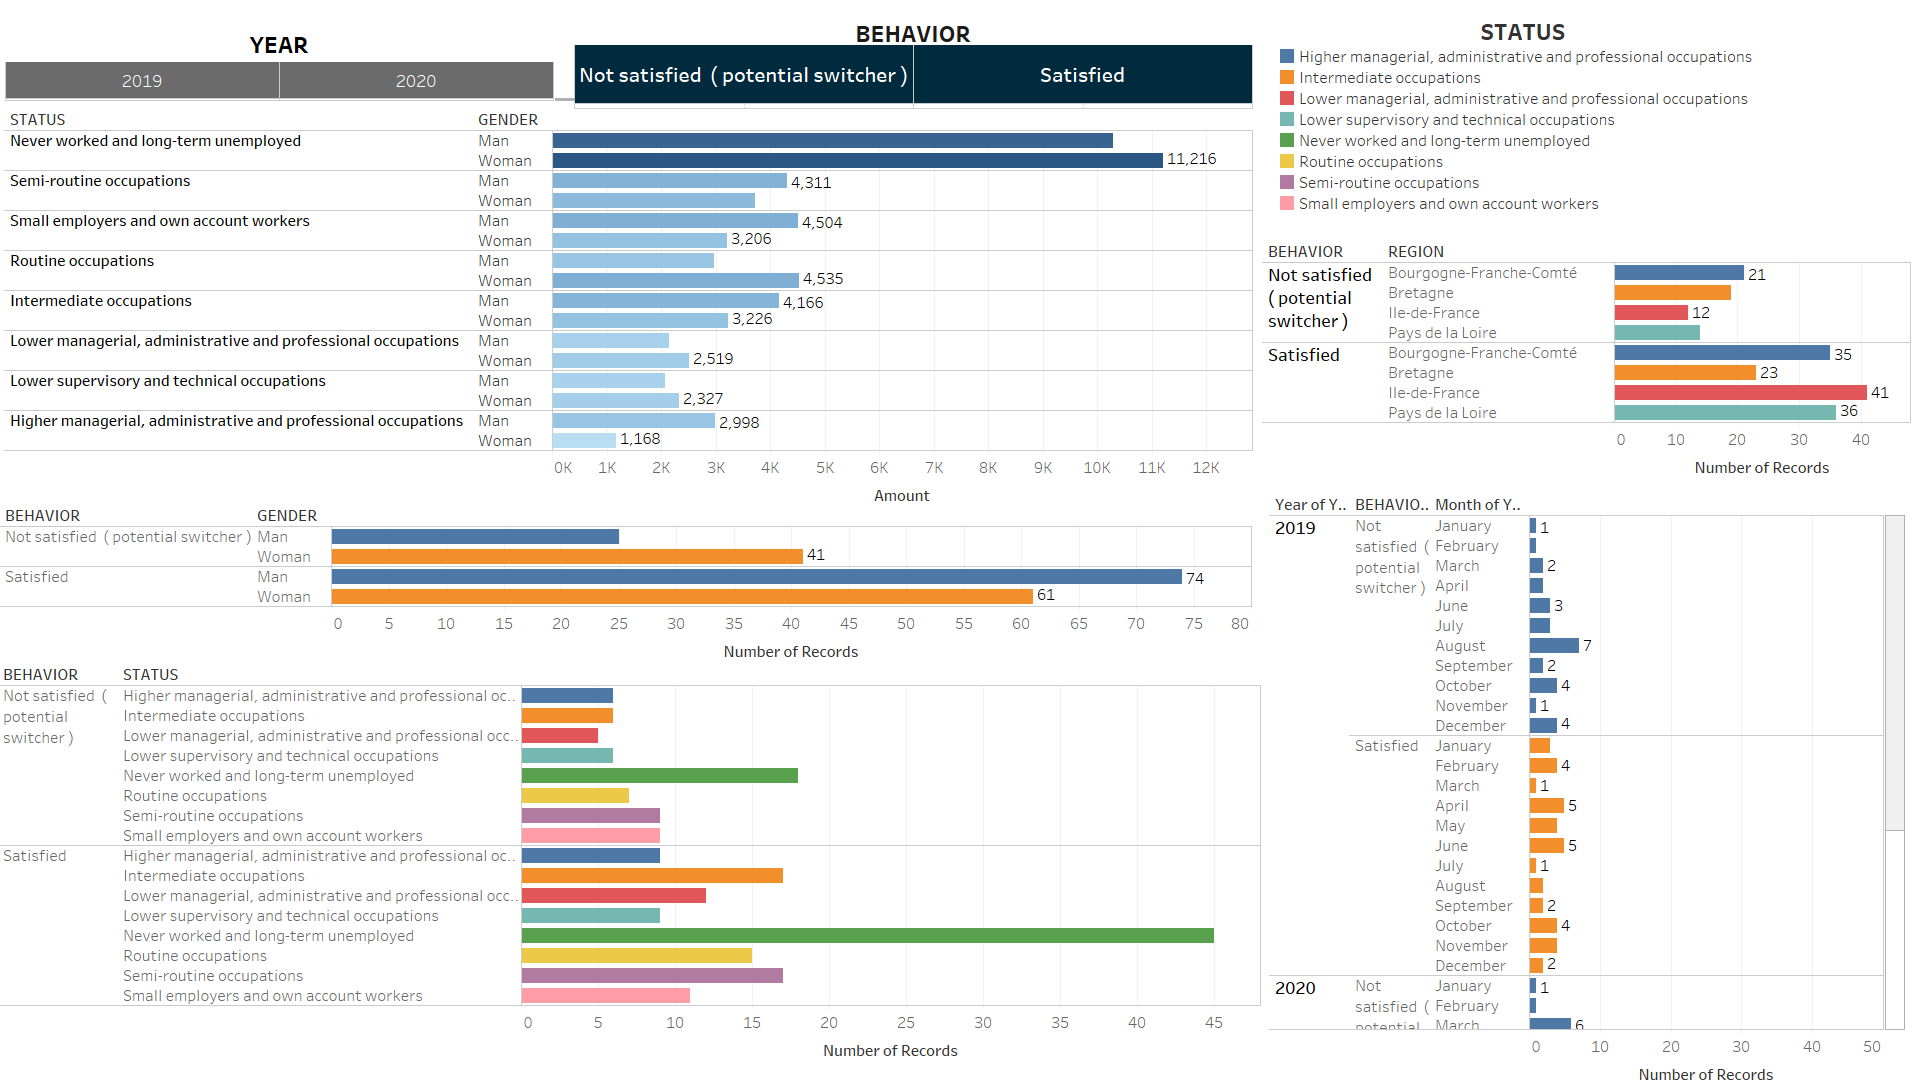 YEAR
2019 2020
BEHAVIOR
Not satisfied ( potential switcher ) Satisfied
STATUS
Higher managerial, administrative and professional occupations
Intermediate occupations
Lower managerial, administrative and professional occupations
Lower supervisory and technical occupations
Never worked and long-term unemployed
Routine occupations
Semi-routine occupations
Small employers and own account workers
STATUS GENDER
Never worked and long-term unemployed Man
Woman 11,216
Semi-routine occupations Man 4,311
Woman
Small employers and own account workers Man 4,504
Woman 3,206
Routine occupations Man
Woman 4,535
Intermediate occupations Man 4,166
Woman 3,226
Lower managerial, administrative and professional occupations Man
Woman 2,519
Lower supervisory and technical occupations Man
Woman 2,327
Higher managerial, administrative and professional occupations Man 2,998
Woman 1,168
0K 1K 2K 3K 4K 5K 6K 7K 8K 9K 10K 11K 12K
Amount
BEHAVIOR REGION
Not satisfied ( potential switcher ) Bourgogne-Franche-Comté 21
Bretagne
Ile-de-France 12
Pays de la Loire
Satisfied Bourgogne-Franche-Comté 35
Bretagne 23
Ile-de-France 41
Pays de la Loire 36
0 10 20 30 40
Number of Records
BEHAVIOR GENDER
Not satisfied ( potential switcher ) Man
Woman 41
Satisfied Man 74
Woman 61
0 5 10 15 20 25 30 35 40 45 50 55 60 65 70 75 80
Number of Records
BEHAVIOR STATUS
Not satisfied ( potential switcher ) Higher managerial, administrative and professional oc..
Intermediate occupations
Lower managerial, administrative and professional occ..
Lower supervisory and technical occupations
Never worked and long-term unemployed
Routine occupations
Semi-routine occupations
Small employers and own account workers
Satisfied Higher managerial, administrative and professional oc..
Intermediate occupations
Lower managerial, administrative and professional occ..
Lower supervisory and technical occupations
Never worked and long-term unemployed
Routine occupations
Semi-routine occupations
Small employers and own account workers
0 5 10 15 20 25 30 35 40 45
Number of Records
Year of Y.. BEHAVIO.. Month of Y..
2019 Not satisfied ( potential switcher ) January 1
February
March 2
April
June 3
July
August 7
September 2
October 4
November 1
December 4
Satisfied January
February 4
March 1
April 5
May
June 5
July 1
August
September 2
October 4
November
December 2
2020 Not satisfied ( potential January 1
February
March 6
0 10 20 30 40 50
Number of Records